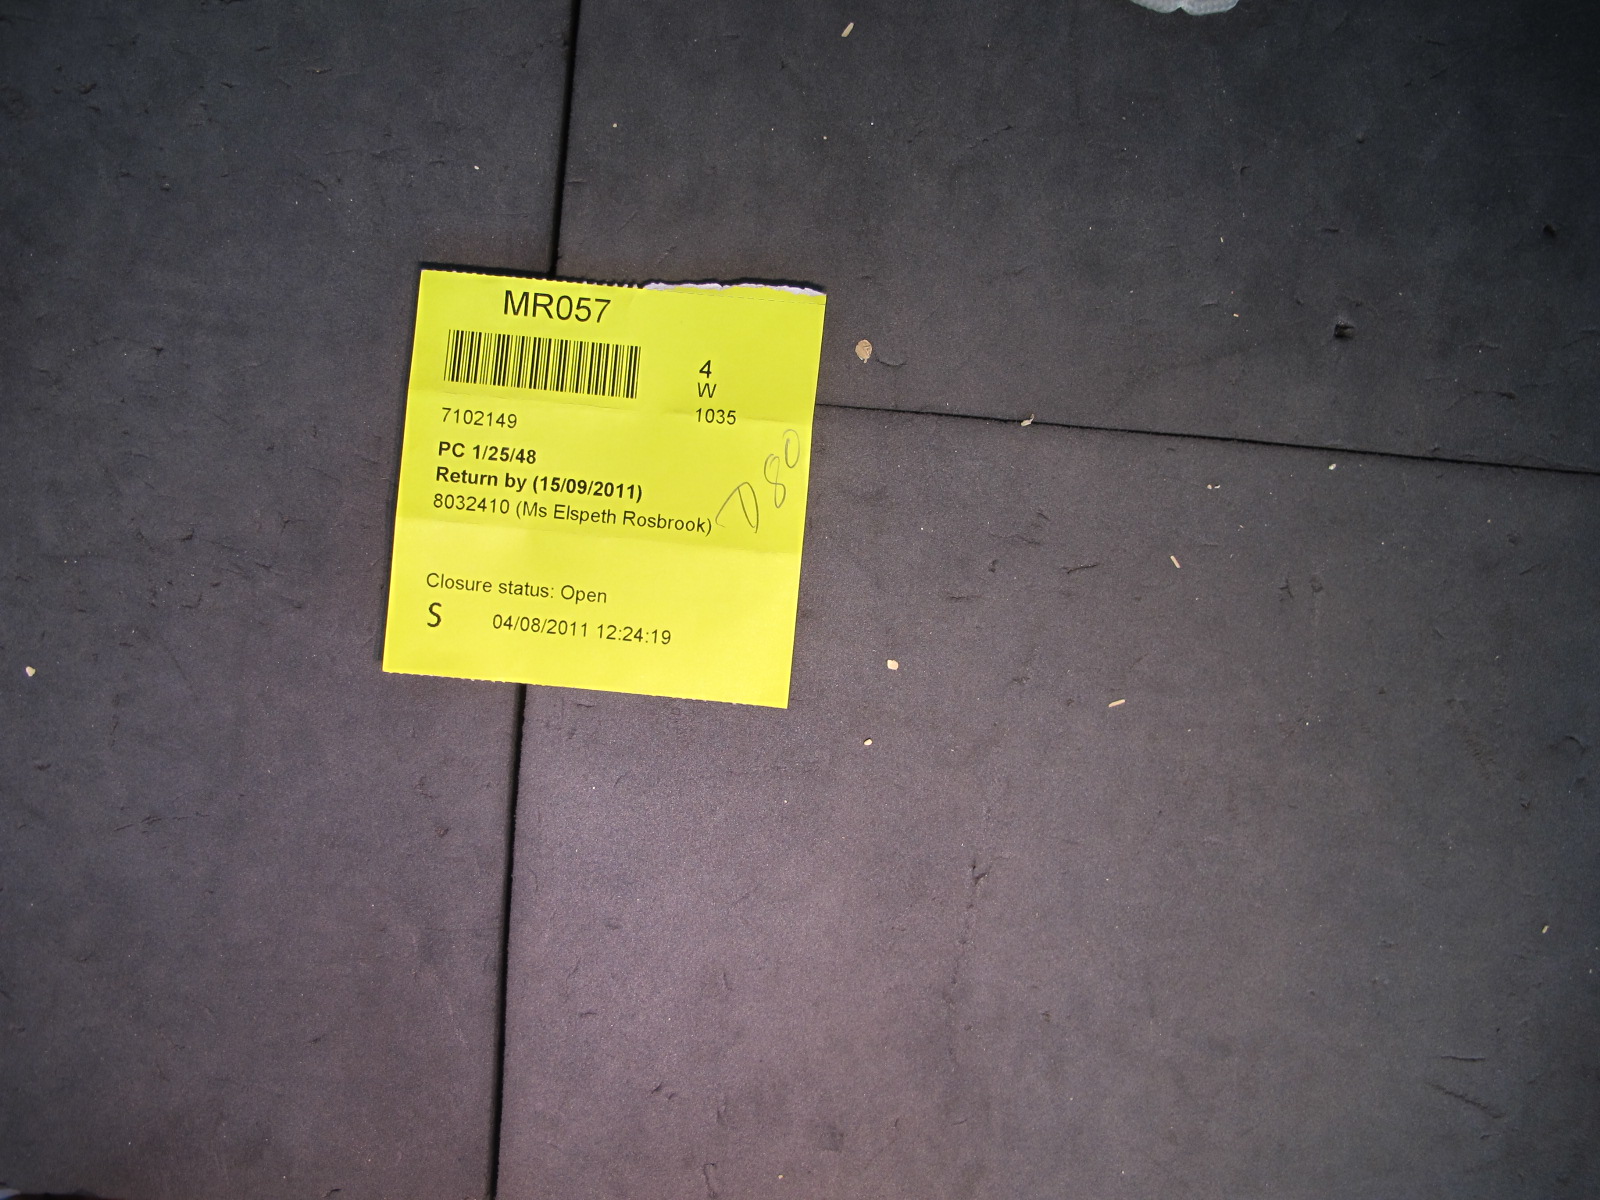 MR057
4
W
7102149 1035
PC 1/25/48
Return by (15/09/2011)
8032410 (Ms Elspeth Rosbrook)
D80
Closure status: Open
S 04/08/2011 12:24:19